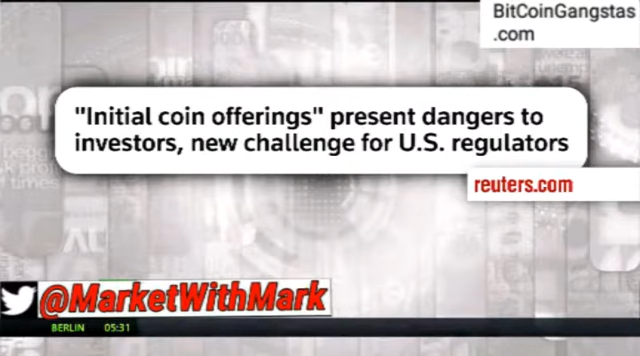 BitCoinGangstas
.com
"Initial coin offerings" present dangers to
investors, new challenge for U.S. regulators
reuters.com
@MarketWithMark
BERLIN 05:31